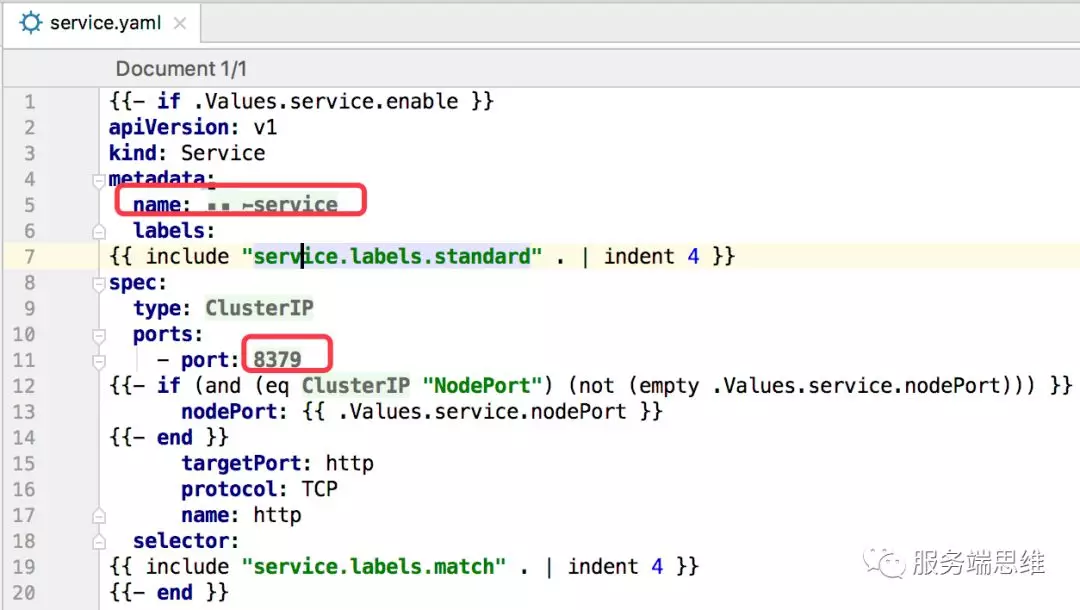 service.yaml
Document 1/1
1 {{- if .Values.service.enable }}
2 apiVersion: v1
3 kind: Service
4 metadata:
5   name: -service
6   labels:
7 {{ include "service.labels.standard" . | indent 4 }}
8 spec:
9   type: ClusterIP
10   ports:
11     - port: 8379
12 {{- if (and (eq ClusterIP "NodePort") (not (empty .Values.service.nodePort))) }}
13       nodePort: {{ .Values.service.nodePort }}
14 {{- end }}
15       targetPort: http
16       protocol: TCP
17       name: http
18   selector:
19 {{ include "service.labels.match" . | indent 4 }}
20 {{- end }}
服务端思维